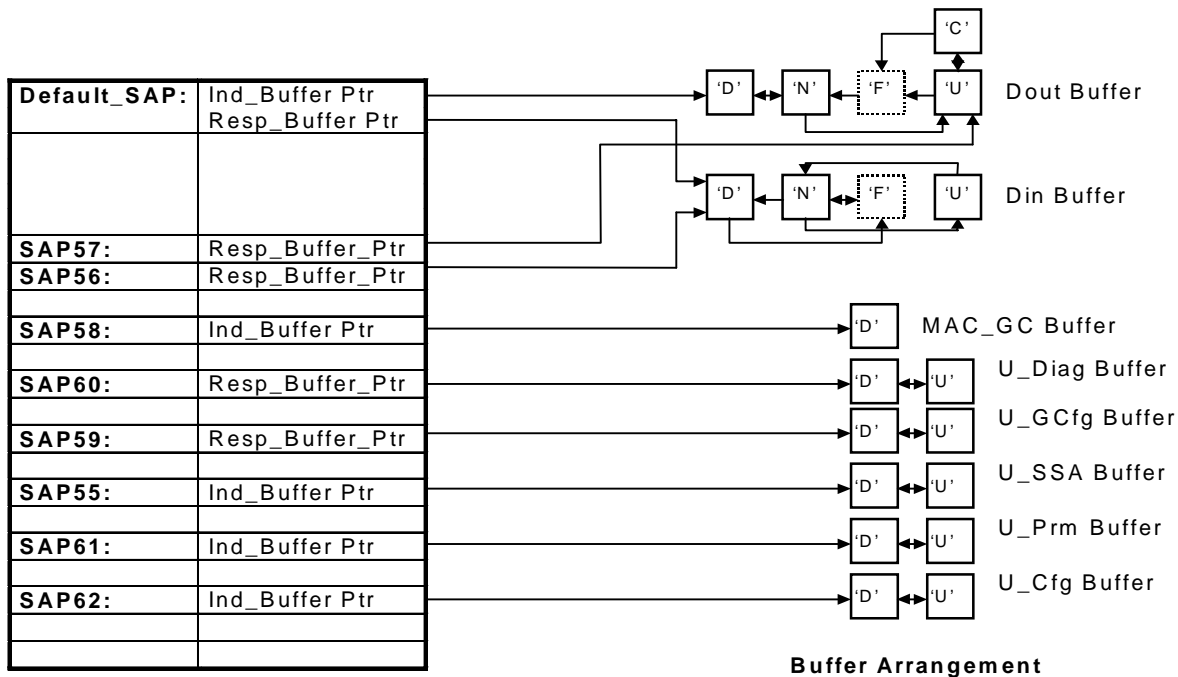 ‘C’
Default_SAP: Ind_Buffer Ptr ‘D’ ‘N’ ‘F’ ‘U’ Dout Buffer
Resp_Buffer Ptr
‘D’ ‘N’ ‘F’ ‘U’ Din Buffer
SAP57: Resp_Buffer_Ptr
SAP56: Resp_Buffer_Ptr
SAP58: Ind_Buffer Ptr ‘D’ MAC_GC Buffer
SAP60: Resp_Buffer_Ptr ‘D’ ‘U’ U_Diag Buffer
SAP59: Resp_Buffer_Ptr ‘D’ ‘U’ U_GCfg Buffer
SAP55: Ind_Buffer Ptr ‘D’ ‘U’ U_SSA Buffer
SAP61: Ind_Buffer Ptr ‘D’ ‘U’ U_Prm Buffer
SAP62: Ind_Buffer Ptr ‘D’ ‘U’ U_Cfg Buffer
Buffer Arrangement